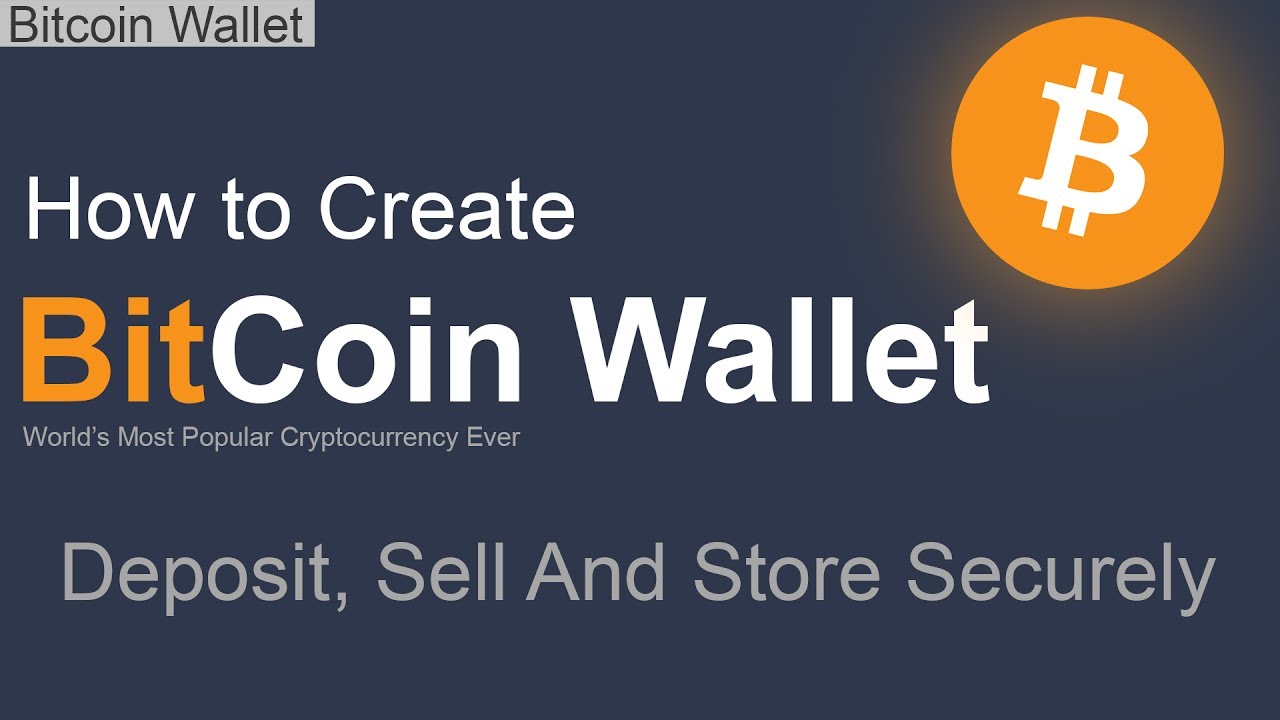 Bitcoin Wallet
How to Create
BitCoin Wallet
World’s Most Popular Cryptocurrency Ever
Deposit, Sell And Store Securely